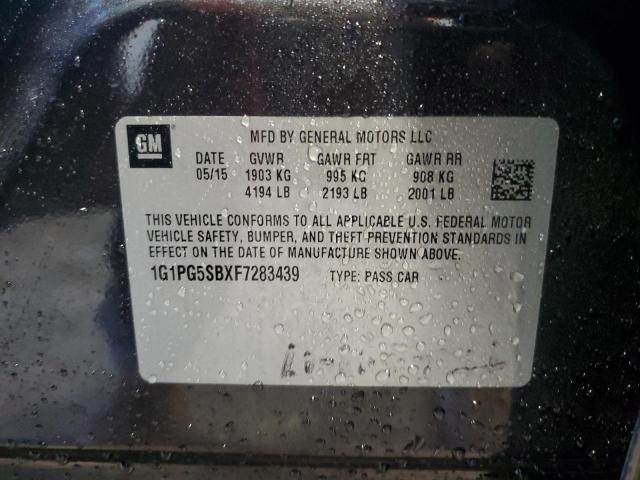 GM
MFD BY GENERAL MOTORS LLC
DATE GVWR GAWR FRT GAWR RR
05/15 1903 KG 995 KG 908 KG
4194 LB 2193 LB 2001 LB
THIS VEHICLE CONFORMS TO ALL APPLICABLE U.S. FEDERAL MOTOR
VEHICLE SAFETY, BUMPER, AND THEFT PREVENTION STANDARDS IN
EFFECT ON THE DATE OF MANUFACTURE SHOWN ABOVE.
1G1PG5SBXF7283439 TYPE: PASS CAR